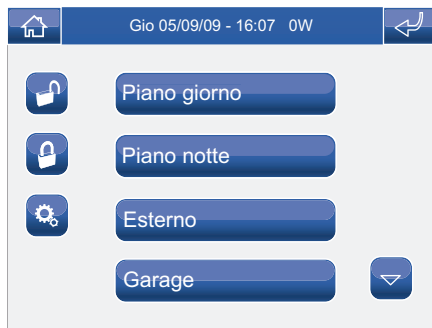 Gio 05/09/09 - 16:07 0W
Piano giorno
Piano notte
Esterno
Garage